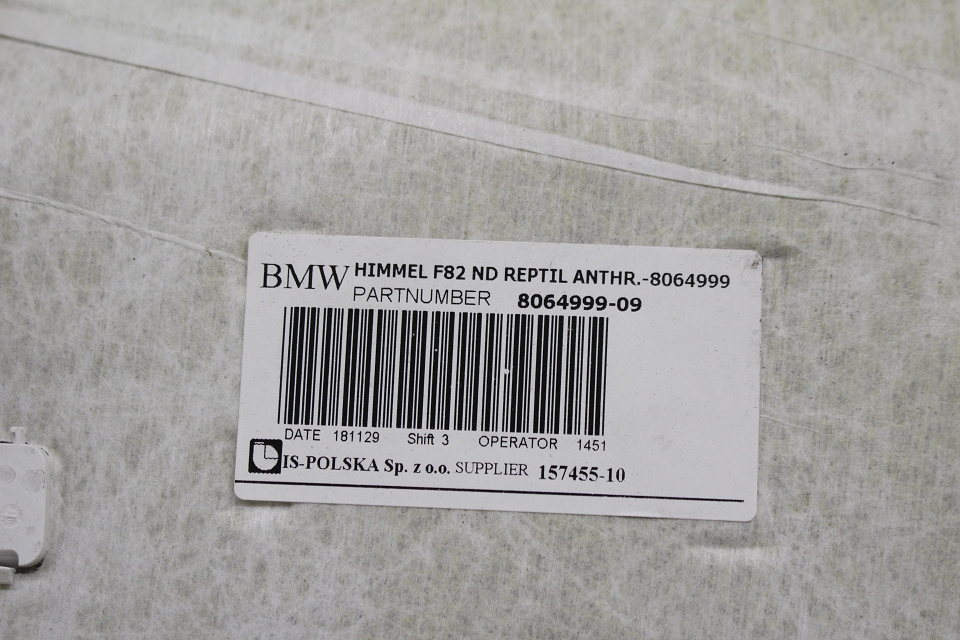 BMW HIMMEL F82 ND REPTIL ANTHR.-8064999
PARTNUMBER 8064999-09
DATE 181129 Shift 3 OPERATOR 1451
IS-POLSKA Sp. z o.o. SUPPLIER 157455-10